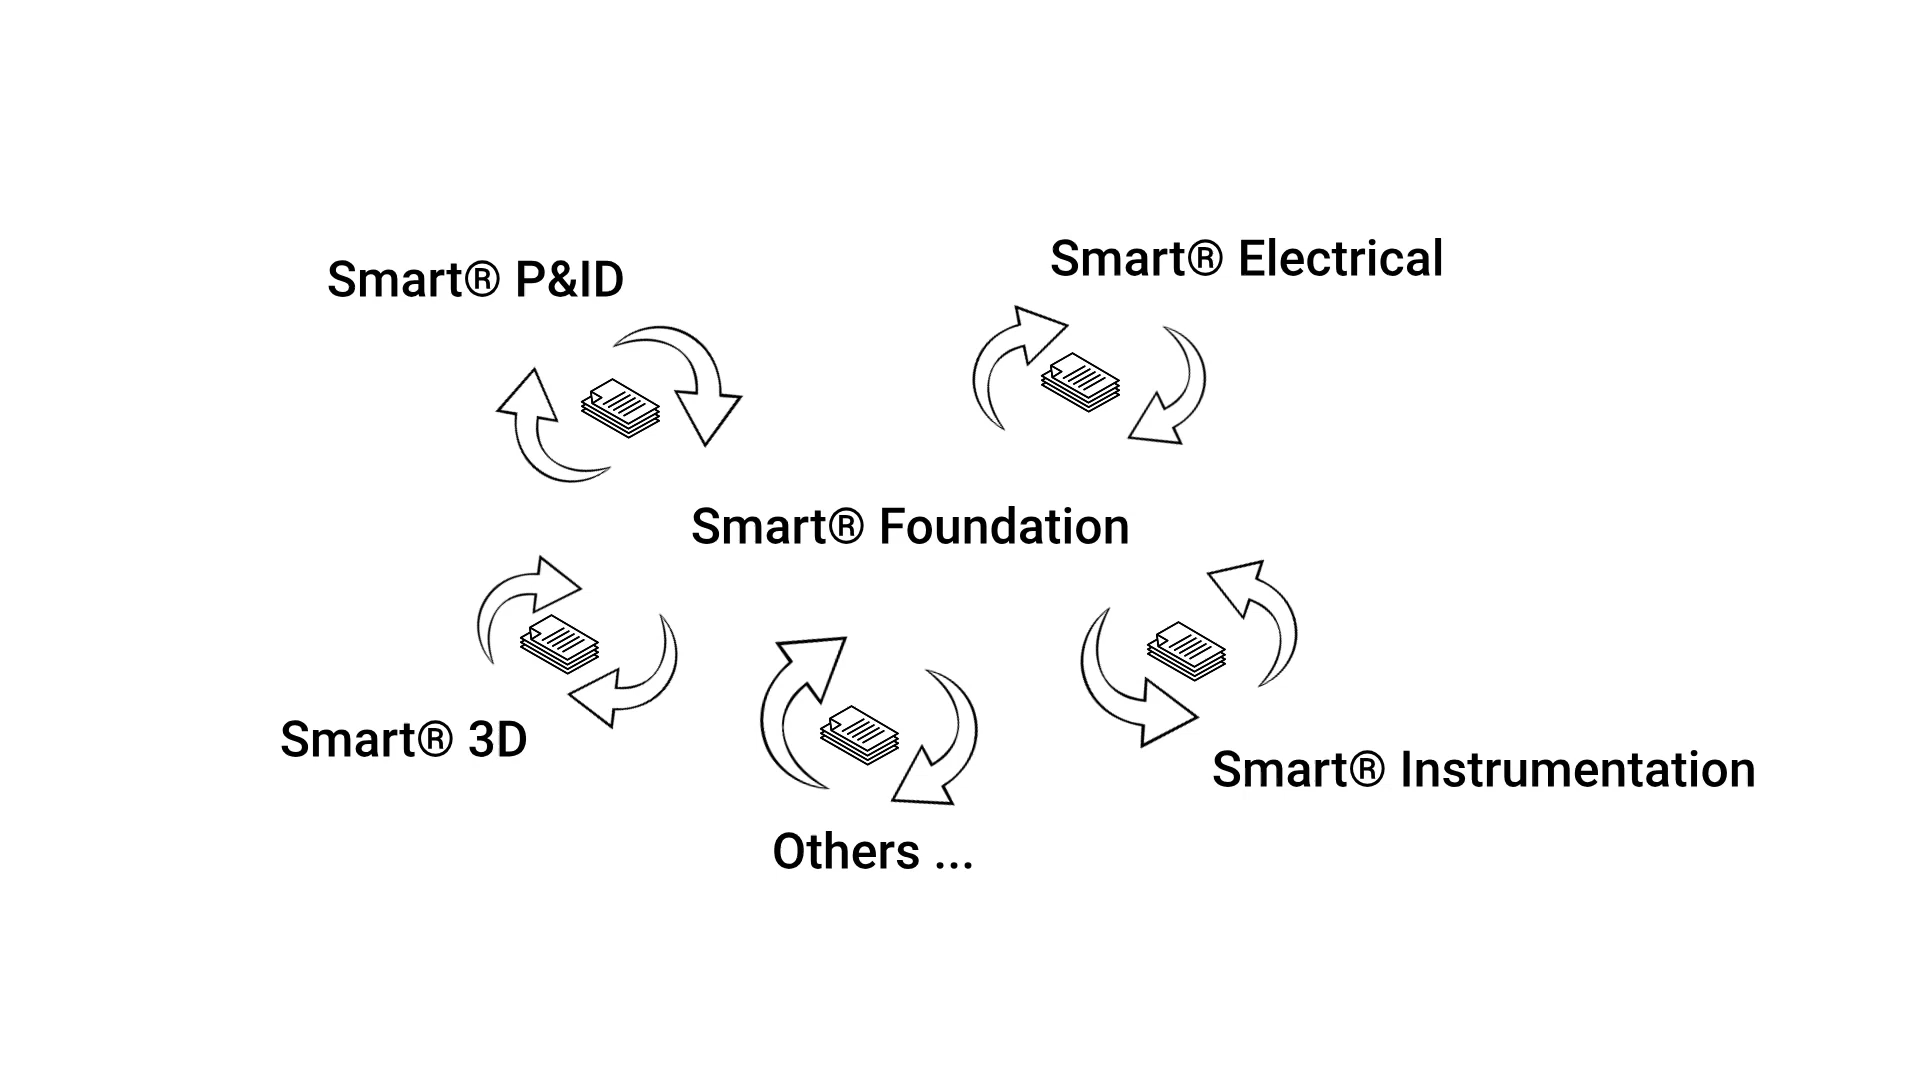 Smart® P&ID
Smart® Electrical
Smart® Foundation
Smart® 3D
Smart® Instrumentation
Others ...